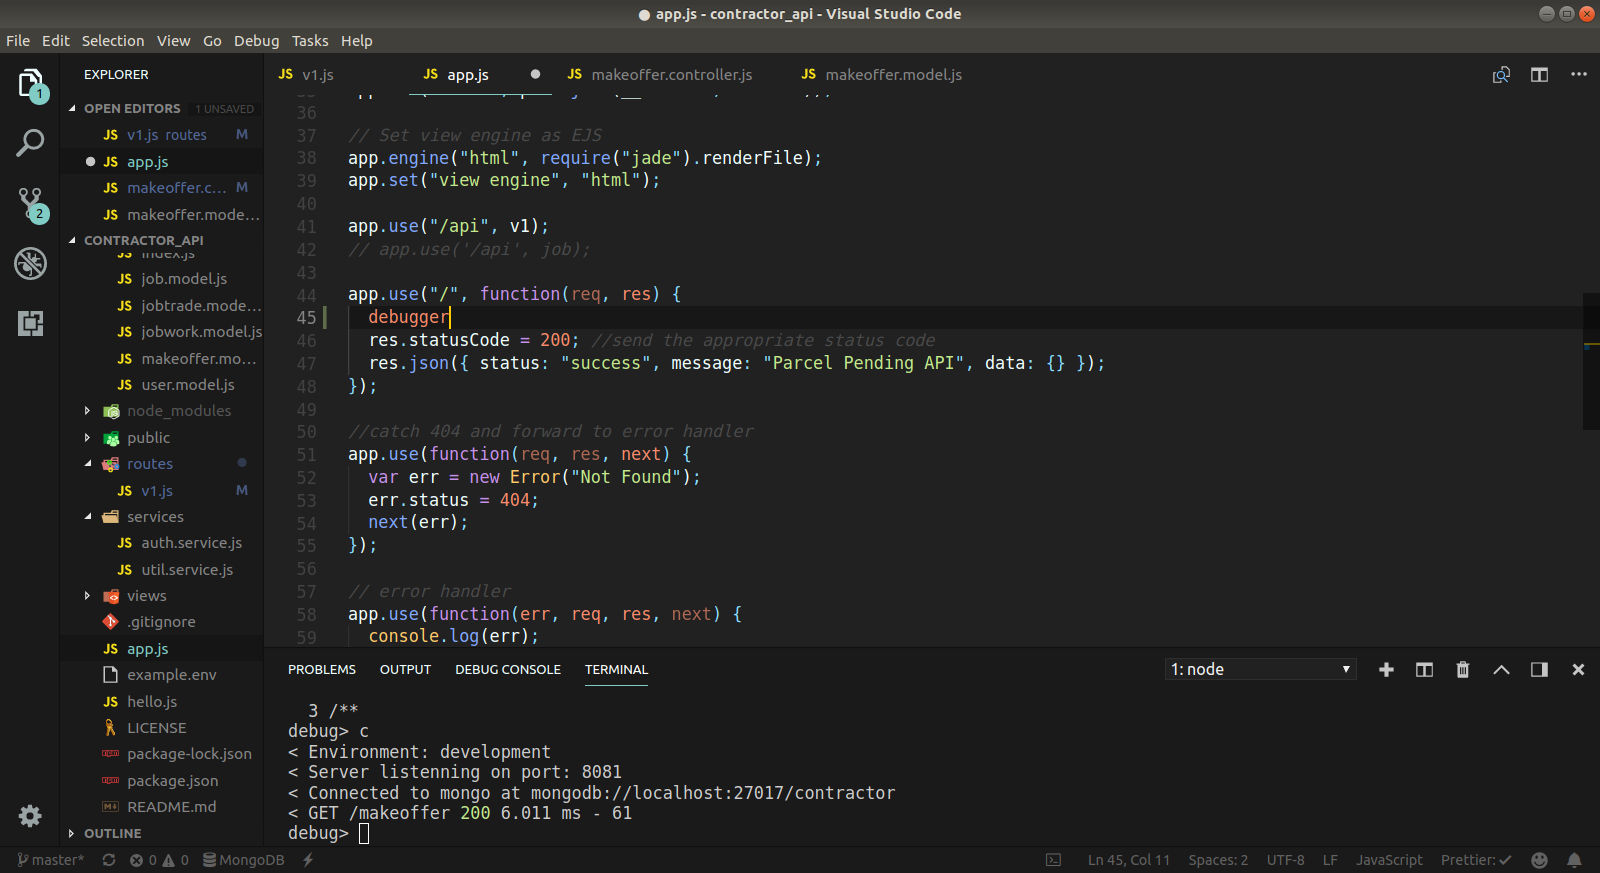 ● app.js - contractor_api - Visual Studio Code
File Edit Selection View Go Debug Tasks Help
EXPLORER
OPEN EDITORS 1 UNSAVED
JS v1.js routes M
● JS app.js
JS makeoffer.c... M
JS makeoffer.mode...
CONTRACTOR_API
JS index.js
JS job.model.js
JS jobtrade.mode...
JS jobwork.model.js
JS makeoffer.mo...
JS user.model.js
node_modules
public
routes
JS v1.js M
services
JS auth.service.js
JS util.service.js
views
.gitignore
JS app.js
example.env
JS hello.js
LICENSE
package-lock.json
package.json
README.md
OUTLINE
1
2
JS v1.js JS app.js ● JS makeoffer.controller.js JS makeoffer.model.js
36
37 // Set view engine as EJS
38 app.engine("html", require("jade").renderFile);
39 app.set("view engine", "html");
40
41 app.use("/api", v1);
42 // app.use('/api', job);
43
44 app.use("/", function(req, res) {
45 debugger
46 res.statusCode = 200; //send the appropriate status code
47 res.json({ status: "success", message: "Parcel Pending API", data: {} });
48 });
49
50 //catch 404 and forward to error handler
51 app.use(function(req, res, next) {
52 var err = new Error("Not Found");
53 err.status = 404;
54 next(err);
55 });
56
57 // error handler
58 app.use(function(err, req, res, next) {
59 console.log(err);
PROBLEMS OUTPUT DEBUG CONSOLE TERMINAL 1: node
3 /**
debug> c
< Environment: development
< Server listenning on port: 8081
< Connected to mongo at mongodb://localhost:27017/contractor
< GET /makeoffer 200 6.011 ms - 61
debug>
master* 0 0 MongoDB Ln 45, Col 11 Spaces: 2 UTF-8 LF JavaScript Prettier: ✓